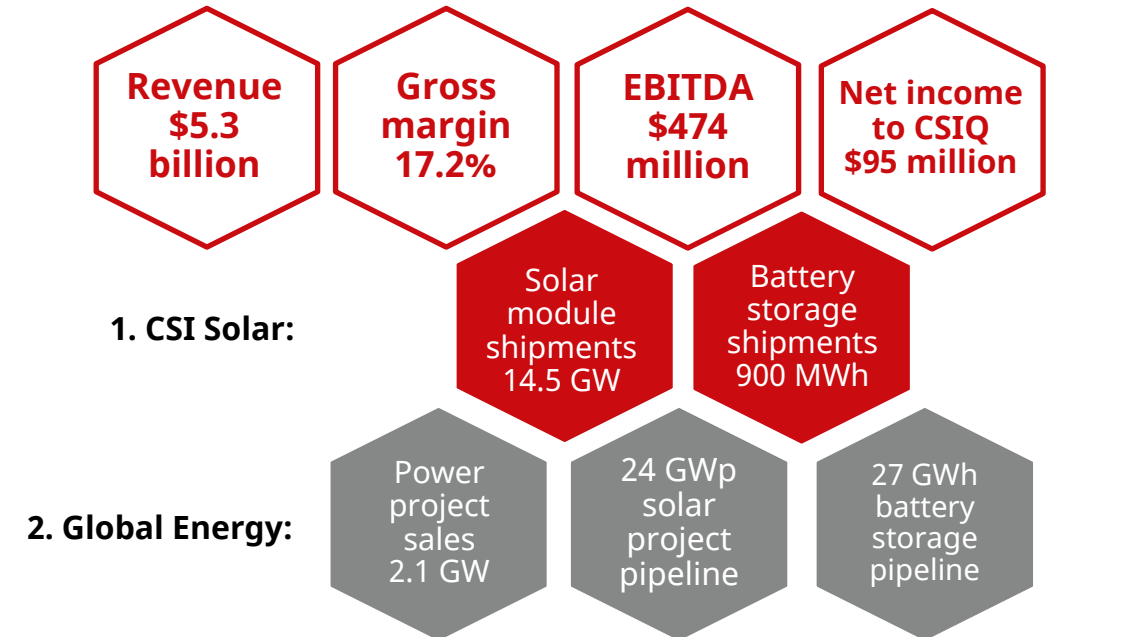 Revenue
$5.3
billion
Gross
margin
17.2%
EBITDA
$474
million
Net income
to CSIQ
$95 million
1. CSI Solar:
Solar
module
shipments
14.5 GW
Battery
storage
shipments
900 MWh
2. Global Energy:
Power
project
sales
2.1 GW
24 GWp
solar
project
pipeline
27 GWh
battery
storage
pipeline